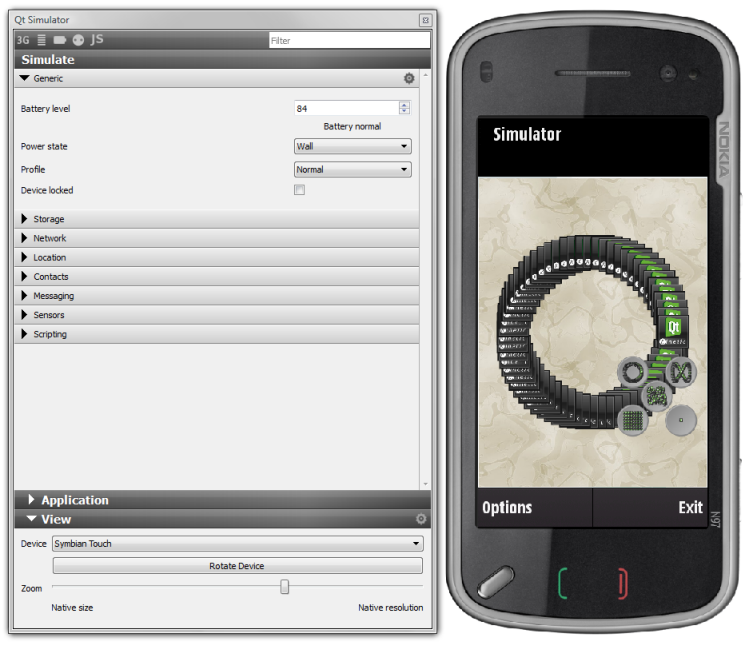 Qt Simulator
3G JS Filter
Simulate
Generic
Battery level 84
Battery normal
Power state Wall
Profile Normal
Device locked
Storage
Network
Location
Contacts
Messaging
Sensors
Scripting
Application
View
Device Symbian Touch
Rotate Device
Zoom
Native size Native resolution
NOKIA
Simulator
Qt
Options Exit
N97